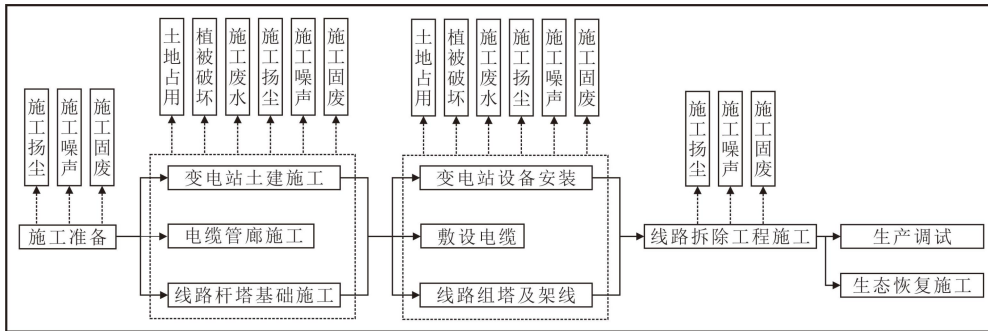 土地占用
植被破坏
施工废水
施工扬尘
施工噪声
施工固废
土地占用
植被破坏
施工废水
施工扬尘
施工噪声
施工固废
施工扬尘
施工噪声
施工固废
施工扬尘
施工噪声
施工固废
变电站土建施工
变电站设备安装
施工准备
电缆管廊施工
敷设电缆
线路拆除工程施工
生产调试
线路杆塔基础施工
线路组塔及架线
生态恢复施工